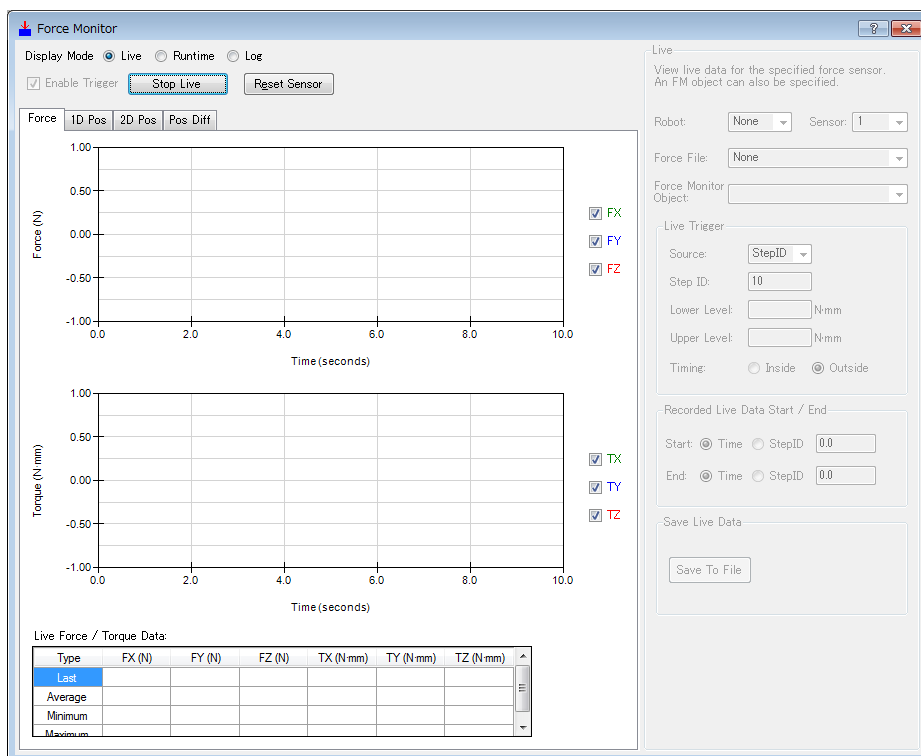 Force Monitor
?
Display Mode Live Runtime Log
Enable Trigger Stop Live Reset Sensor
Force 1D Pos 2D Pos Pos Diff
1.00
0.50
0.00
-0.50
-1.00
Force (N)
0.0 2.0 4.0 6.0 8.0 10.0
Time (seconds)
FX
FY
FZ
1.00
0.50
0.00
-0.50
-1.00
Torque (N·mm)
0.0 2.0 4.0 6.0 8.0 10.0
Time (seconds)
TX
TY
TZ
Live Force / Torque Data:
Type FX (N) FY (N) FZ (N) TX (N·mm) TY (N·mm) TZ (N·mm)
Last
Average
Minimum
Maximum
Live
View live data for the specified force sensor.
An FM object can also be specified.
Robot: None Sensor: 1
Force File: None
Force Monitor
Object:
Live Trigger
Source: StepID
Step ID: 10
Lower Level: N·mm
Upper Level: N·mm
Timing: Inside Outside
Recorded Live Data Start / End
Start: Time StepID 0.0
End: Time StepID 0.0
Save Live Data
Save To File